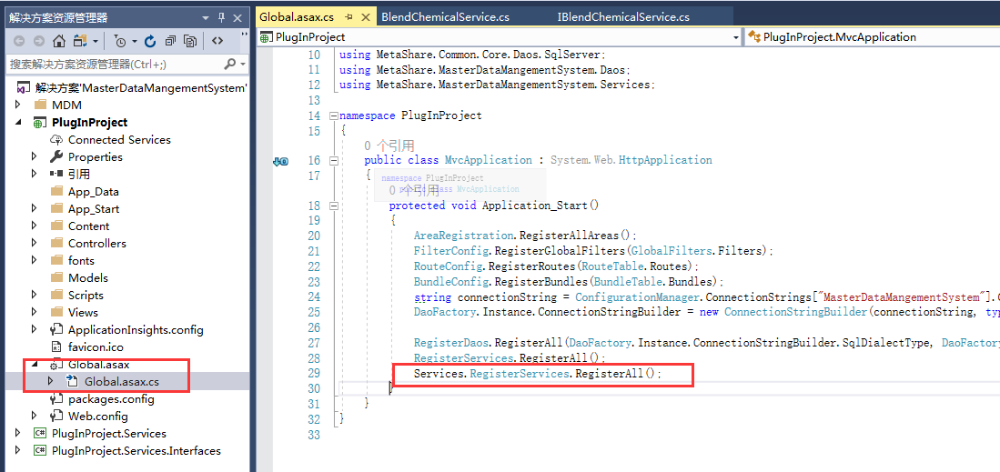 解决方案资源管理器
搜索解决方案资源管理器(Ctrl+;)
解决方案'MasterDataMangementSystem'
MDM
PlugInProject
Connected Services
Properties
引用
App_Data
App_Start
Content
Controllers
fonts
Models
Scripts
Views
ApplicationInsights.config
favicon.ico
Global.asax
Global.asax.cs
packages.config
Web.config
PlugInProject.Services
PlugInProject.Services.Interfaces
Global.asax.cs BlendChemicalService.cs IBlendChemicalService.cs
PlugInProject PlugInProject.MvcApplication
10 using MetaShare.Common.Core.Daos.SqlServer;
11 using MetaShare.MasterDataMangementSystem.Daos;
12 using MetaShare.MasterDataMangementSystem.Services;
13
14 namespace PlugInProject
15 {
0 个引用
16 public class MvcApplication : System.Web.HttpApplication
17 {
namespace PlugInProject
0 个引用
public class MvcApplication
18 protected void Application_Start()
19 {
20 AreaRegistration.RegisterAllAreas();
21 FilterConfig.RegisterGlobalFilters(GlobalFilters.Filters);
22 RouteConfig.RegisterRoutes(RouteTable.Routes);
23 BundleConfig.RegisterBundles(BundleTable.Bundles);
24 string connectionString = ConfigurationManager.ConnectionStrings["MasterDataMangementSystem"].
25 DaoFactory.Instance.ConnectionStringBuilder = new ConnectionStringBuilder(connectionString, typ
26
27 RegisterDaos.RegisterAll(DaoFactory.Instance.ConnectionStringBuilder.SqlDialectType, DaoFactory
28 RegisterServices.RegisterAll();
29 Services.RegisterServices.RegisterAll();
30 }
31 }
32 }
33